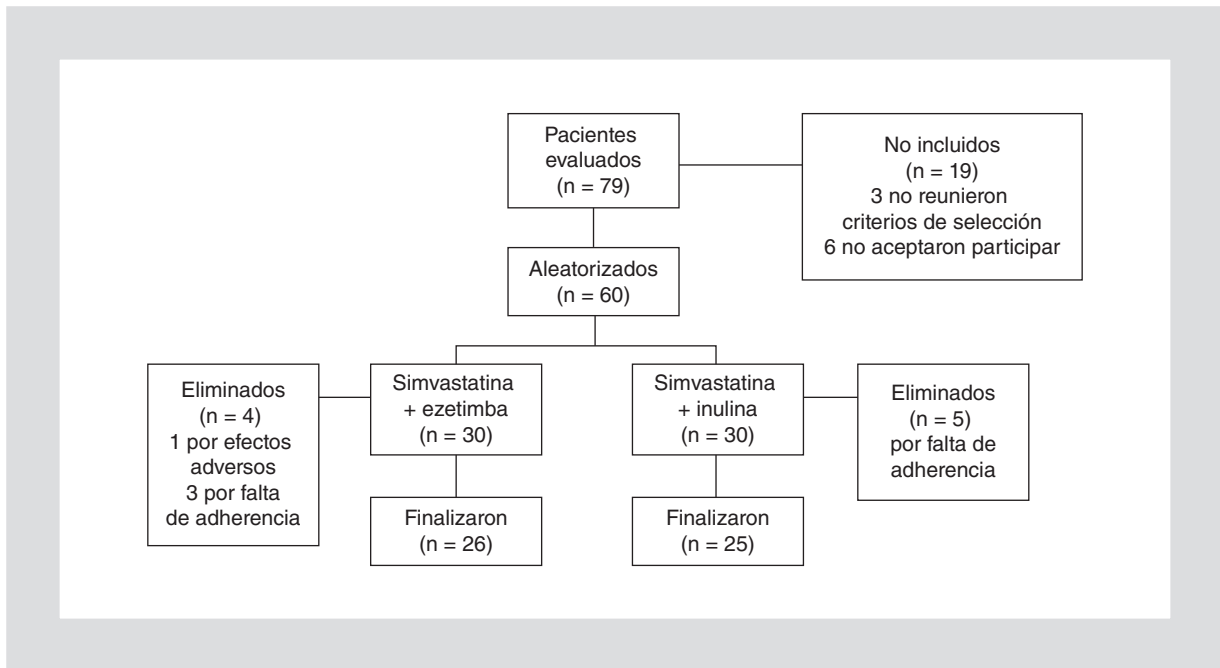 Pacientes
evaluados
(n = 79)
No incluidos
(n = 19)
3 no reunieron
criterios de selección
6 no aceptaron participar
Aleatorizados
(n = 60)
Eliminados
(n = 4)
1 por efectos
adversos
3 por falta
de adherencia
Simvastatina
+ ezetimba
(n = 30)
Simvastatina
+ inulina
(n = 30)
Eliminados
(n = 5)
por falta de
adherencia
Finalizaron
(n = 26)
Finalizaron
(n = 25)